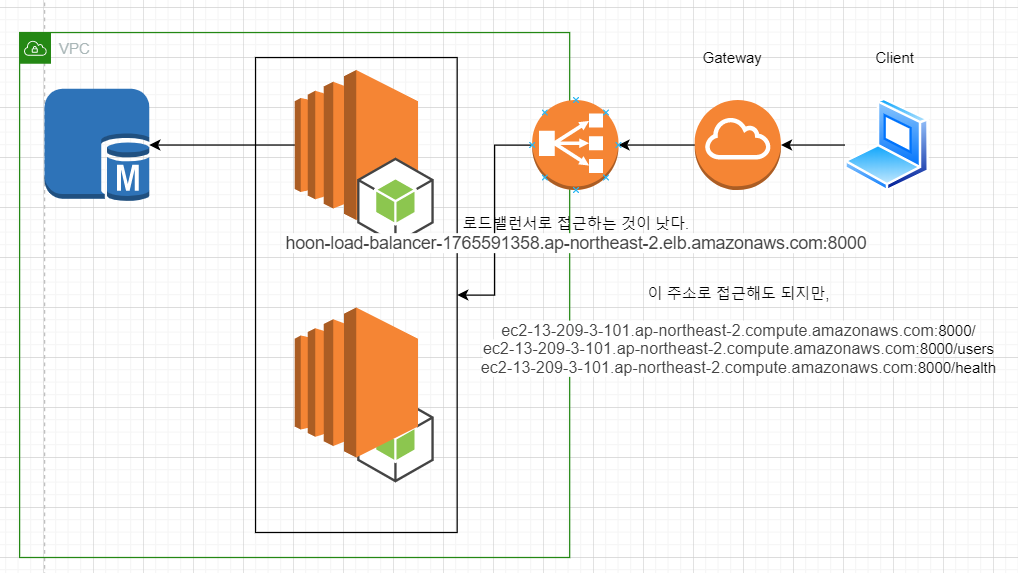 VPC
Gateway
Client
M
로드밸런서로 접근하는 것이 낫다.
hoon-load-balancer-1765591358.ap-northeast-2.elb.amazonaws.com:8000
이 주소로 접근해도 되지만,
ec2-13-209-3-101.ap-northeast-2.compute.amazonaws.com:8000/
ec2-13-209-3-101.ap-northeast-2.compute.amazonaws.com:8000/users
ec2-13-209-3-101.ap-northeast-2.compute.amazonaws.com:8000/health